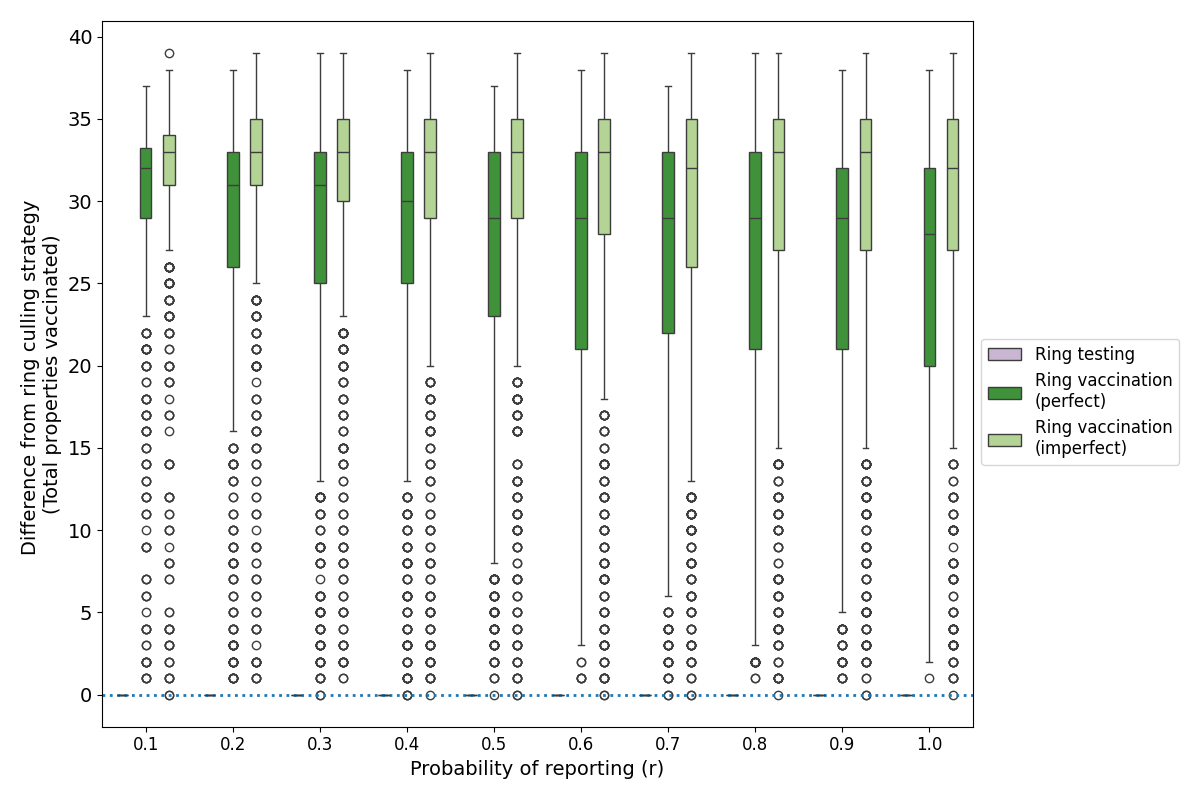 Difference from ring culling strategy
(Total properties vaccinated)
40
35
30
25
20
15
10
5
0
0.1 0.2 0.3 0.4 0.5 0.6 0.7 0.8 0.9 1.0
Probability of reporting (r)
Ring testing
Ring vaccination
(perfect)
Ring vaccination
(imperfect)